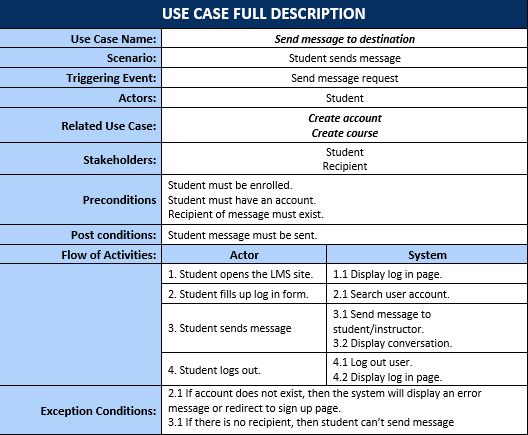 USE CASE FULL DESCRIPTION
Use Case Name: Send message to destination
Scenario: Student sends message
Triggering Event: Send message request
Actors: Student
Related Use Case: Create account
Create course
Stakeholders: Student
Recipient
Preconditions Student must be enrolled.
Student must have an account.
Recipient of message must exist.
Post conditions: Student message must be sent.
Flow of Activities: Actor System
1. Student opens the LMS site. 1.1 Display log in page.
2. Student fills up log in form. 2.1 Search user account.
3. Student sends message 3.1 Send message to
student/instructor.
3.2 Display conversation.
4. Student logs out. 4.1 Log out user.
4.2 Display log in page.
Exception Conditions: 2.1 If account does not exist, then the system will display an error
message or redirect to sign up page.
3.1 If there is no recipient, then student can't send message